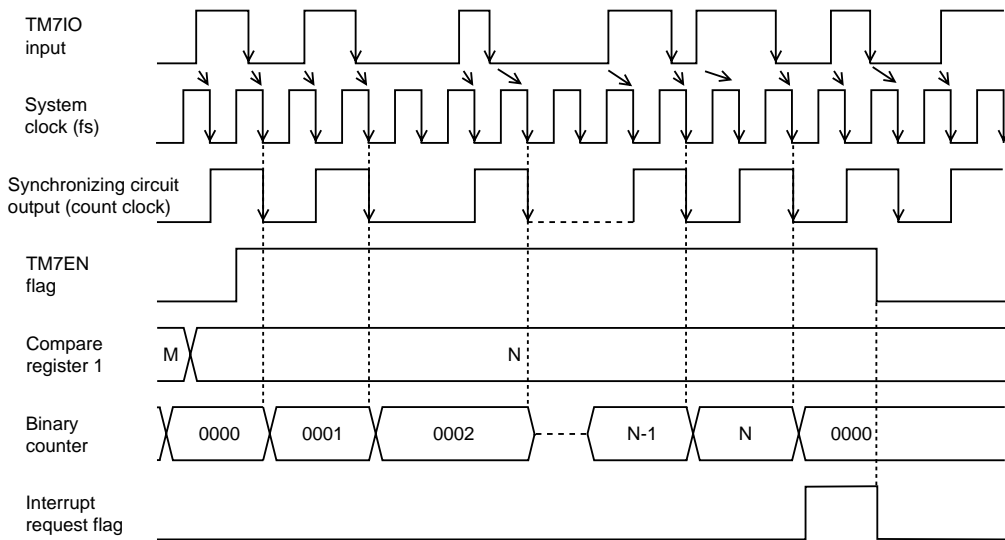 TM7IO
input
System
clock (fs)
Synchronizing circuit
output (count clock)
TM7EN
flag
Compare
register 1
M
N
Binary
counter
0000
0001
0002
N-1
N
0000
Interrupt
request flag